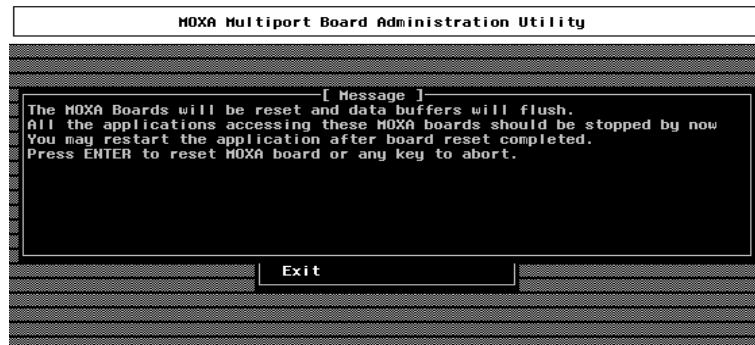 MOXA Multiport Board Administration Utility
[ Message ]
The MOXA Boards will be reset and data buffers will flush.
All the applications accessing these MOXA boards should be stopped by now
You may restart the application after board reset completed.
Press ENTER to reset MOXA board or any key to abort.
Exit